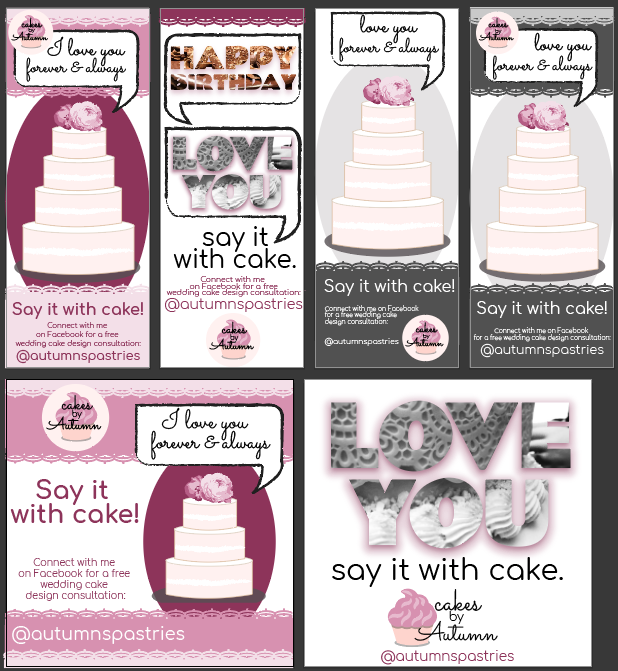 cakes
by
Autumn
I love you
forever & always
Say it with cake!
Connect with me
on Facebook for a free
wedding cake design consultation:
@autumnspastries
HAPPY
BIRTHDAY
LOVE
YOU
say it
with cake.
Connect with me
on Facebook for a free
wedding cake design consultation:
@autumnspastries
cakes
by
Autumn
love you
forever & always
Say it with cake!
Connect with me on Facebook
for a free wedding cake
design consultation:
@autumnspastries
cakes
by
Autumn
cakes
by
Autumn
love you
forever & always
Say it with cake!
Connect with me on Facebook
for a free wedding cake design consultation:
@autumnspastries
cakes
by
Autumn
I love you
forever & always
Say it
with cake!
Connect with me
on Facebook for a free
wedding cake
design consultation:
@autumnspastries
LOVE
YOU
say it with cake.
cakes
by
Autumn
@autumnspastries